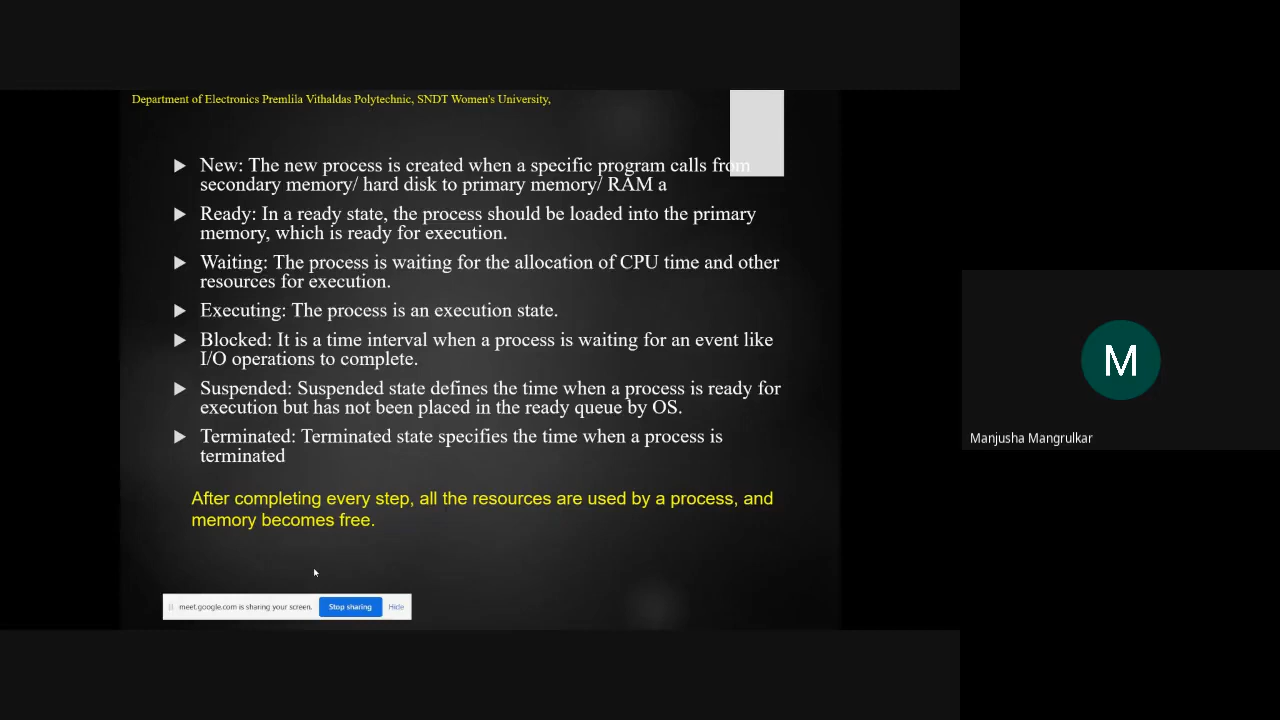 Department of Electronics Premlila Vithaldas Polytechnic, SNDT Women's University,
New: The new process is created when a specific program calls from
secondary memory/ hard disk to primary memory/ RAM a
Ready: In a ready state, the process should be loaded into the primary
memory, which is ready for execution.
Waiting: The process is waiting for the allocation of CPU time and other
resources for execution.
Executing: The process is an execution state.
Blocked: It is a time interval when a process is waiting for an event like
I/O operations to complete.
Suspended: Suspended state defines the time when a process is ready for
execution but has not been placed in the ready queue by OS.
Terminated: Terminated state specifies the time when a process is
terminated
After completing every step, all the resources are used by a process, and
memory becomes free.
meet.google.com is sharing your screen. Stop sharing Hide
M
Manjusha Mangrulkar